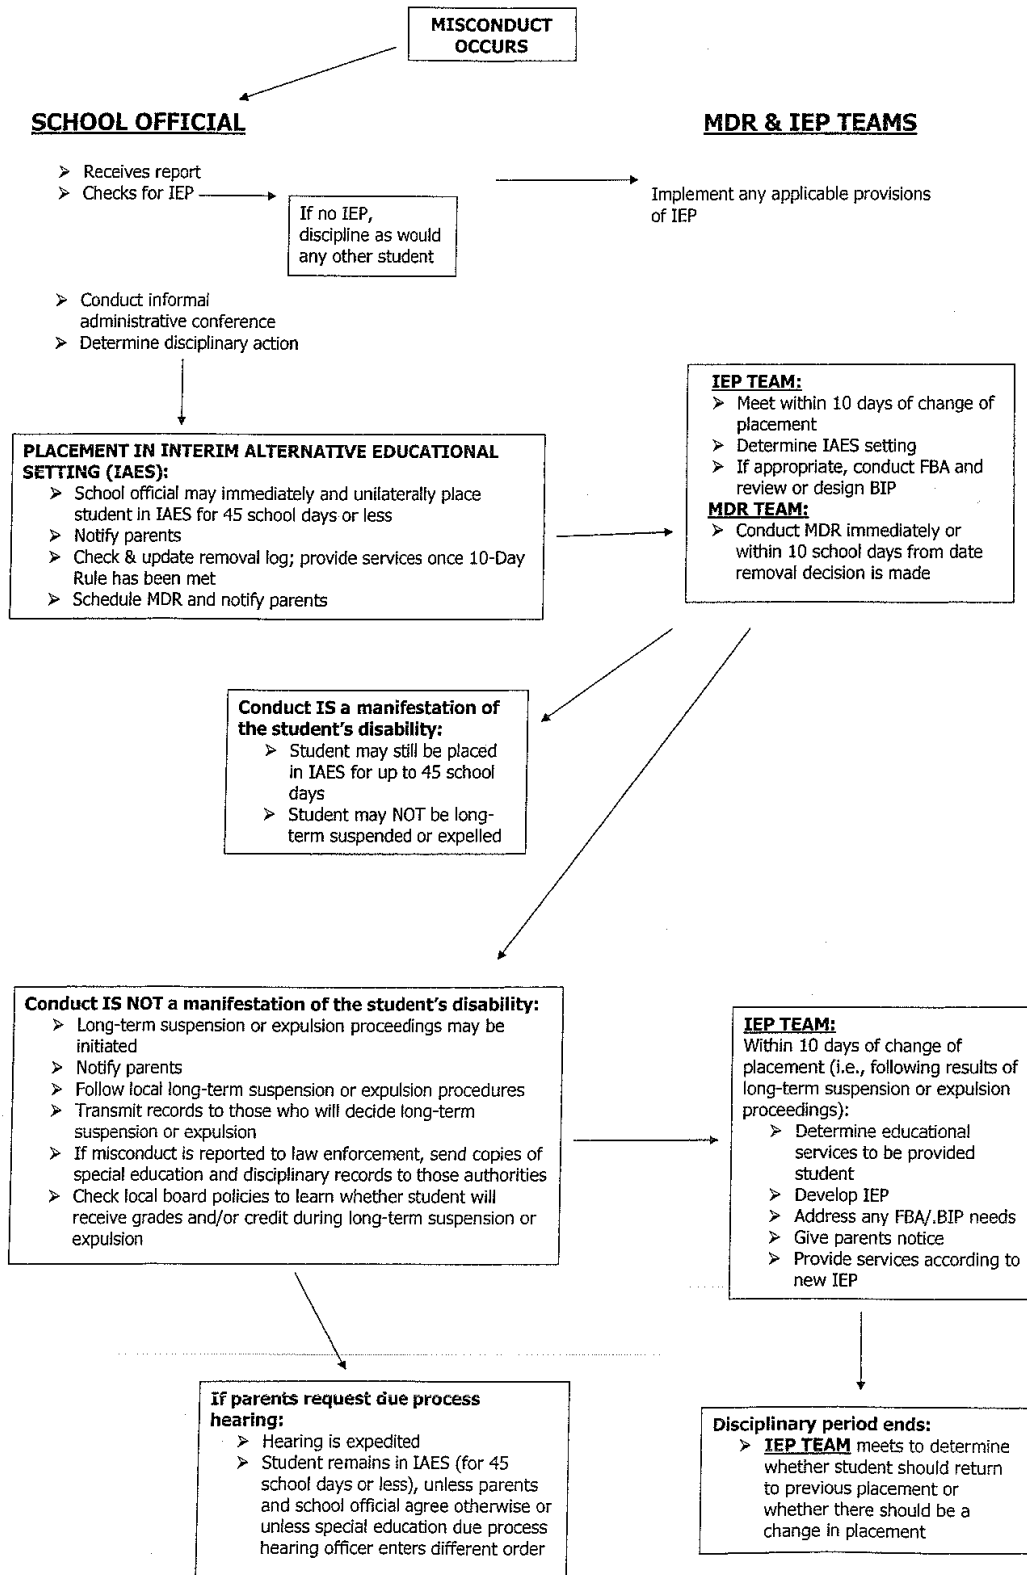 MISCONDUCT
OCCURS
SCHOOL OFFICIAL
MDR & IEP TEAMS
➢ Receives report
➢ Checks for IEP
If no IEP,
discipline as would
any other student
Implement any applicable provisions
of IEP
➢ Conduct informal
administrative conference
➢ Determine disciplinary action
PLACEMENT IN INTERIM ALTERNATIVE EDUCATIONAL
SETTING (IAES):
➢ School official may immediately and unilaterally place
student in IAES for 45 school days or less
➢ Notify parents
➢ Check & update removal log; provide services once 10-Day
Rule has been met
➢ Schedule MDR and notify parents
IEP TEAM:
➢ Meet within 10 days of change of
placement
➢ Determine IAES setting
➢ If appropriate, conduct FBA and
review or design BIP
MDR TEAM:
➢ Conduct MDR immediately or
within 10 school days from date
removal decision is made
Conduct IS a manifestation of
the student's disability:
➢ Student may still be placed
in IAES for up to 45 school
days
➢ Student may NOT be long-
term suspended or expelled
Conduct IS NOT a manifestation of the student's disability:
➢ Long-term suspension or expulsion proceedings may be
initiated
➢ Notify parents
➢ Follow local long-term suspension or expulsion procedures
➢ Transmit records to those who will decide long-term
suspension or expulsion
➢ If misconduct is reported to law enforcement, send copies of
special education and disciplinary records to those authorities
➢ Check local board policies to learn whether student will
receive grades and/or credit during long-term suspension or
expulsion
IEP TEAM:
Within 10 days of change of
placement (i.e., following results of
long-term suspension or expulsion
proceedings):
➢ Determine educational
services to be provided
student
➢ Develop IEP
➢ Address any FBA/.BIP needs
➢ Give parents notice
➢ Provide services according to
new IEP
If parents request due process
hearing:
➢ Hearing is expedited
➢ Student remains in IAES (for 45
school days or less), unless parents
and school official agree otherwise or
unless special education due process
hearing officer enters different order
Disciplinary period ends:
➢ IEP TEAM meets to determine
whether student should return
to previous placement or
whether there should be a
change in placement